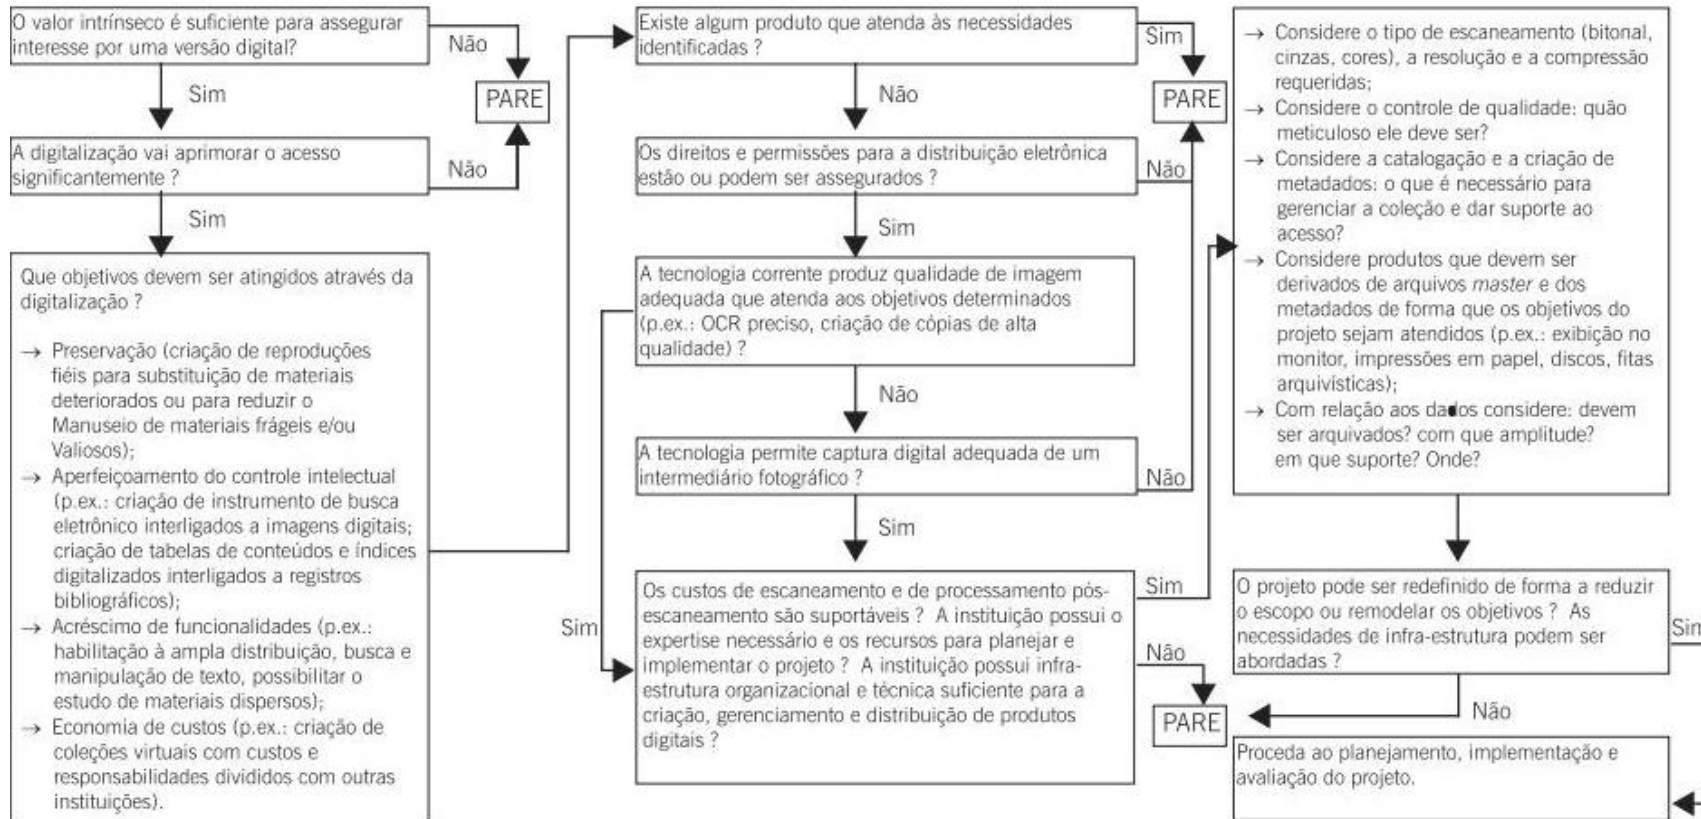 O valor intrínseco é suficiente para assegurar
interesse por uma versão digital?
Não
Sim
PARE
A digitalização vai aprimorar o acesso
significantemente ?
Não
Sim
Que objetivos devem ser atingidos através da
digitalização ?
→ Preservação (criação de reproduções
fiéis para substituição de materiais
deteriorados ou para reduzir o
Manuseio de materiais frágeis e/ou
Valiosos);
→ Aperfeiçoamento do controle intelectual
(p.ex.: criação de instrumento de busca
eletrônico interligados a imagens digitais;
criação de tabelas de conteúdos e índices
digitalizados interligados a registros
bibliográficos);
→ Acréscimo de funcionalidades (p.ex.:
habilitação à ampla distribuição, busca e
manipulação de texto, possibilitar o
estudo de materiais dispersos);
→ Economia de custos (p.ex.: criação de
coleções virtuais com custos e
responsabilidades divididos com outras
instituições).
Existe algum produto que atenda às necessidades
identificadas ?
Sim
Não
PARE
Os direitos e permissões para a distribuição eletrônica
estão ou podem ser assegurados ?
Não
Sim
A tecnologia corrente produz qualidade de imagem
adequada que atenda aos objetivos determinados
(p.ex.: OCR preciso, criação de cópias de alta
qualidade) ?
Não
A tecnologia permite captura digital adequada de um
intermediário fotográfico ?
Não
Sim
Sim
Os custos de escaneamento e de processamento pós-
escaneamento são suportáveis ? A instituição possui o
expertise necessário e os recursos para planejar e
implementar o projeto ? A instituição possui infra-
estrutura organizacional e técnica suficiente para a
criação, gerenciamento e distribuição de produtos
digitais ?
Sim
Não
PARE
→ Considere o tipo de escaneamento (bitonal,
cinzas, cores), a resolução e a compressão
requeridas;
→ Considere o controle de qualidade: quão
meticuloso ele deve ser?
→ Considere a catalogação e a criação de
metadados: o que é necessário para
gerenciar a coleção e dar suporte ao
acesso?
→ Considere produtos que devem ser
derivados de arquivos master e dos
metadados de forma que os objetivos do
projeto sejam atendidos (p.ex.: exibição no
monitor, impressões em papel, discos, fitas
arquivísticas);
→ Com relação aos dados considere: devem
ser arquivados? com que amplitude?
em que suporte? Onde?
O projeto pode ser redefinido de forma a reduzir
o escopo ou remodelar os objetivos ? As
necessidades de infra-estrutura podem ser
abordadas ?
Sim
Não
Proceda ao planejamento, implementação e
avaliação do projeto.